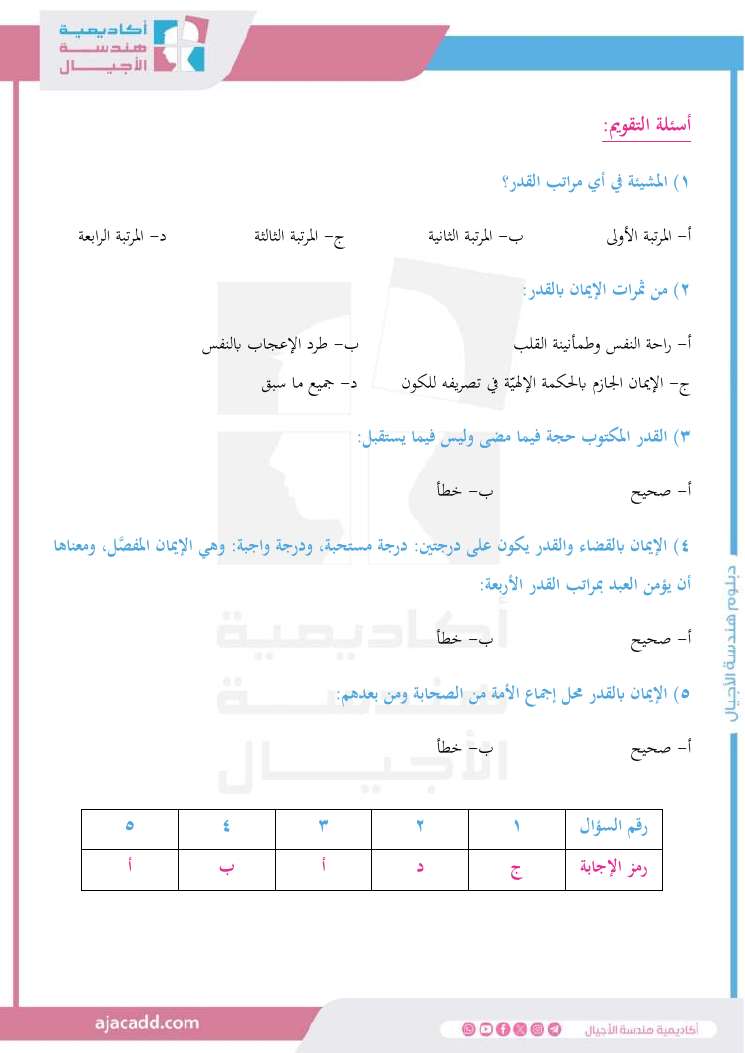 أكاديمية
هندسة
الأجيال
أسئلة التقويم:
١) المشيئة في أي مراتب القدر؟
أ- المرتبة الأولى ب- المرتبة الثانية ج- المرتبة الثالثة د- المرتبة الرابعة
٢) من ثمرات الإيمان بالقدر:
أ- راحة النفس وطمأنينة القلب ب- طرد الإعجاب بالنفس
ج- الإيمان الجازم بالحكمة الإلهيّة في تصريفه للكون د- جميع ما سبق
٣) القدر المكتوب حجة فيما مضى وليس فيما يستقبل:
أ- صحيح ب- خطأ
٤) الإيمان بالقضاء والقدر يكون على درجتين: درجة مستحبة، ودرجة واجبة: وهي الإيمان المفصَّل، ومعناها
أن يؤمن العبد بمراتب القدر الأربعة:
أ- صحيح ب- خطأ
٥) الإيمان بالقدر محل إجماع الأمة من الصحابة ومن بعدهم:
أ- صحيح ب- خطأ
رقم السؤال ١ ٢ ٣ ٤ ٥
رمز الإجابة ج د أ ب أ
دبلوم هندسة الأجيال
أكاديمية
هندسة
الأجيال
أكاديمية هندسة الأجيال
ajacadd.com